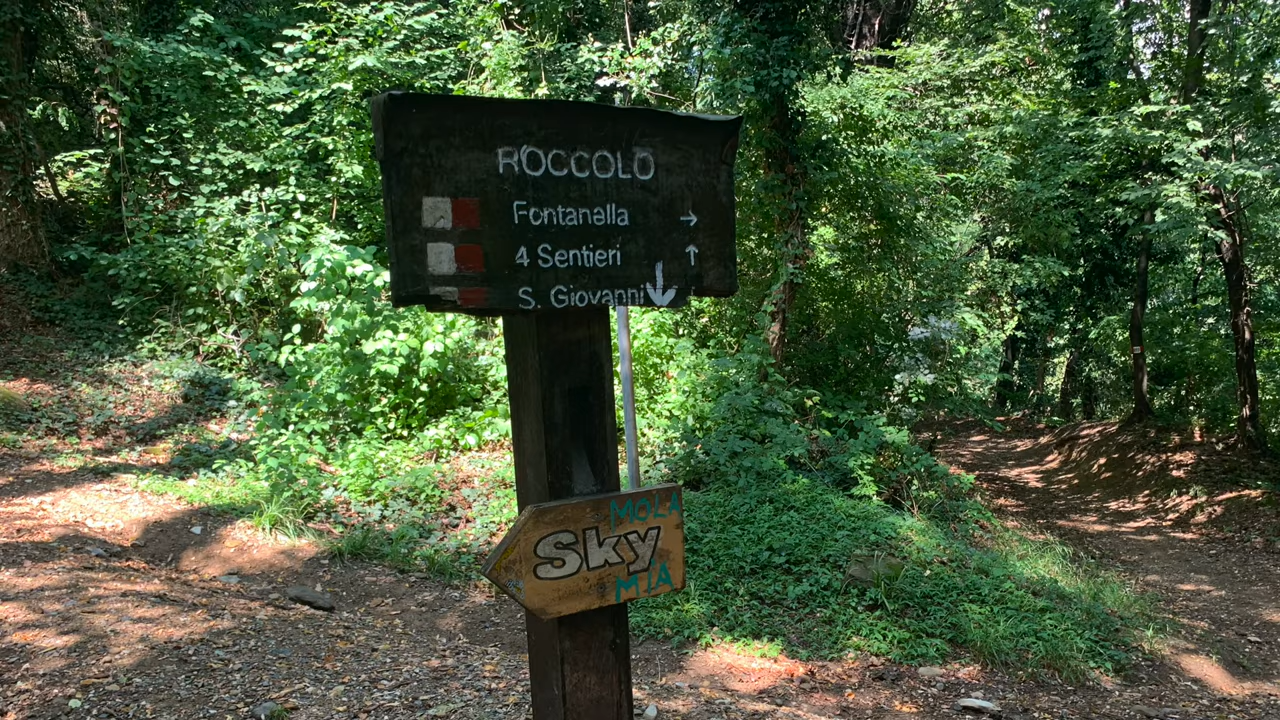 ROCCOLO
Fontanella →
4 Sentieri ↑
S. Giovanni ↓
MOLA
Sky
MIA